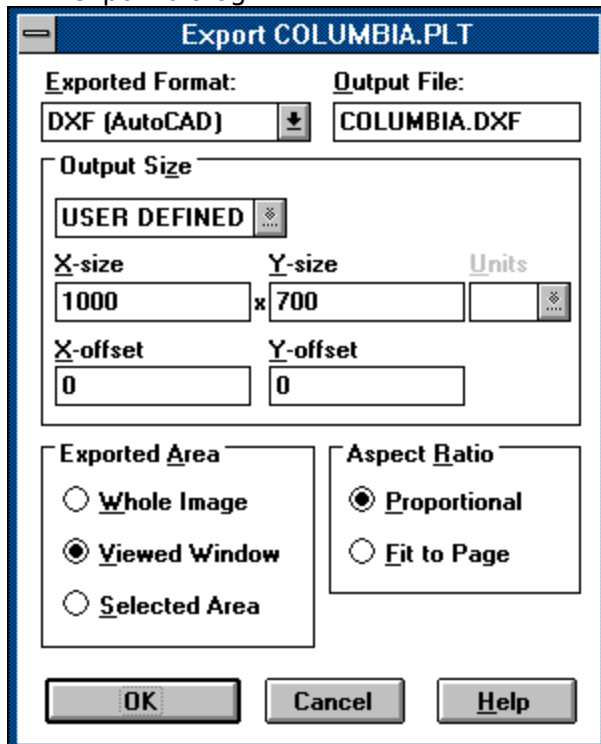 Export COLUMBIA.PLT
Exported Format: Output File:
DXF (AutoCAD) COLUMBIA.DXF
Output Size
USER DEFINED
X-size Y-size Units
1000 x 700
X-offset Y-offset
0 0
Exported Area Aspect Ratio
Whole Image Proportional
Viewed Window Fit to Page
Selected Area
OK Cancel Help